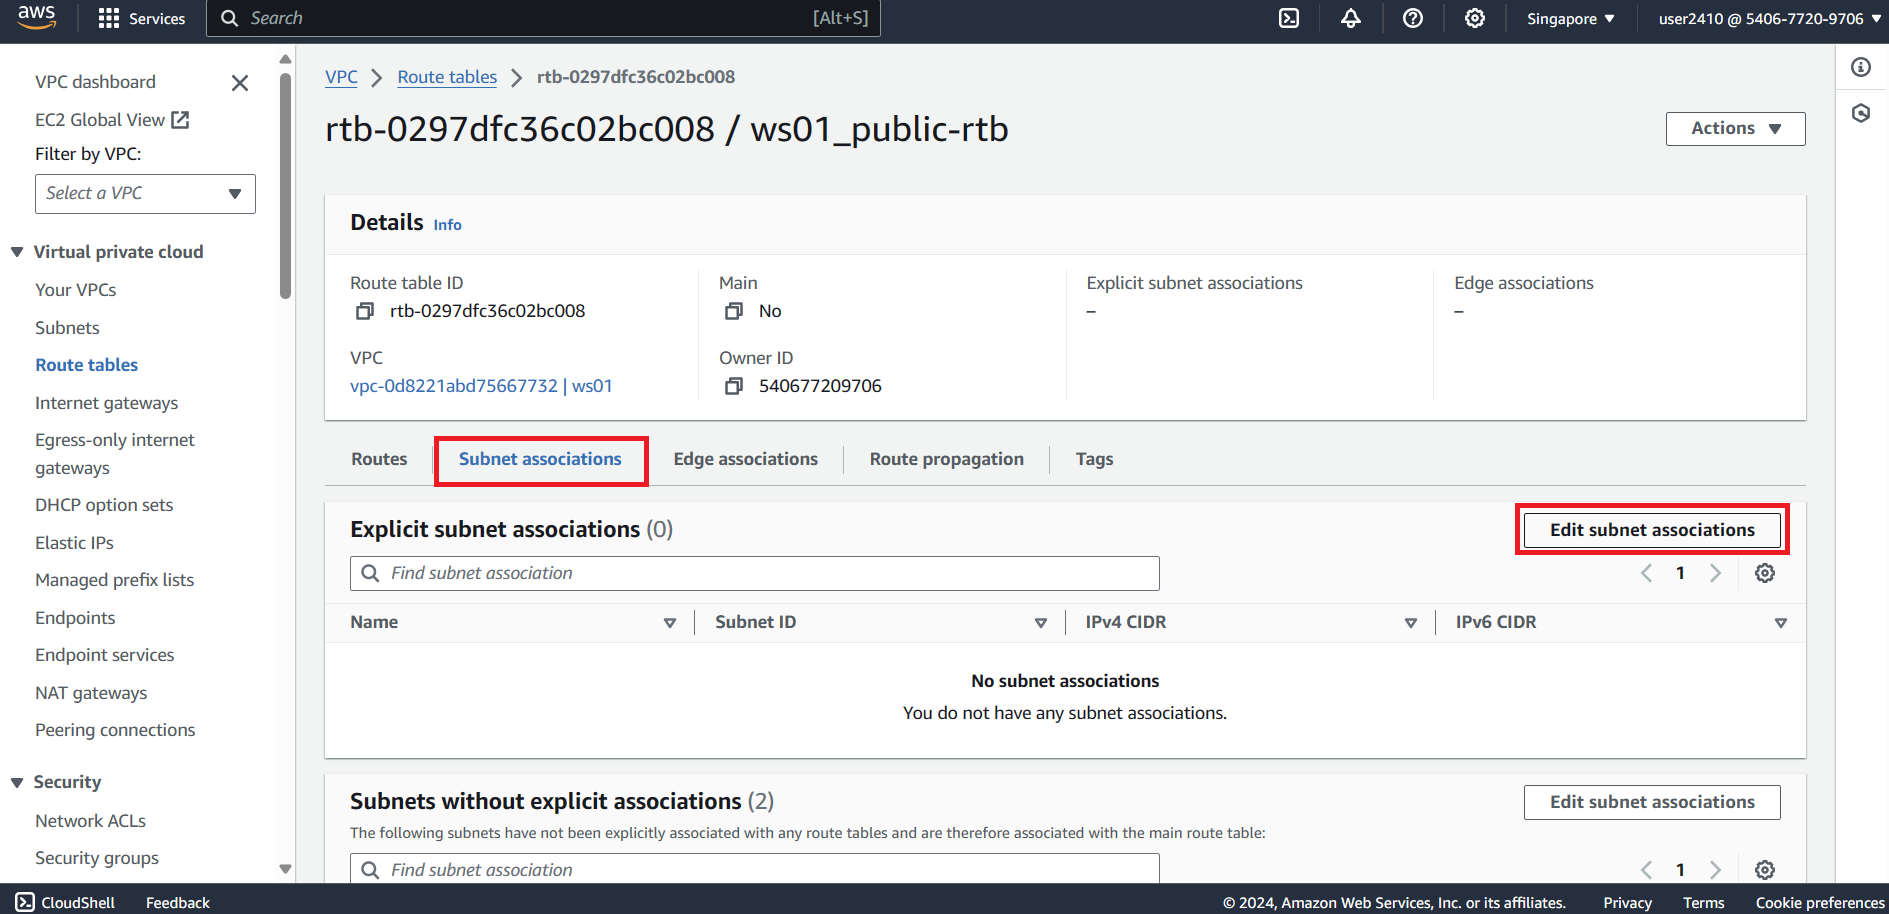 aws
Services
Search
[Alt+S]
Singapore
user2410 @ 5406-7720-9706
VPC dashboard
EC2 Global View
Filter by VPC:
Select a VPC
Virtual private cloud
Your VPCs
Subnets
Route tables
Internet gateways
Egress-only internet
gateways
DHCP option sets
Elastic IPs
Managed prefix lists
Endpoints
Endpoint services
NAT gateways
Peering connections
Security
Network ACLs
Security groups
VPC
Route tables
rtb-0297dfc36c02bc008
rtb-0297dfc36c02bc008 / ws01_public-rtb
Actions
Details Info
Route table ID
rtb-0297dfc36c02bc008
Main
No
Explicit subnet associations
–
Edge associations
–
VPC
vpc-0d8221abd75667732 | ws01
Owner ID
540677209706
Routes
Subnet associations
Edge associations
Route propagation
Tags
Explicit subnet associations (0)
Edit subnet associations
Find subnet association
1
Name
Subnet ID
IPv4 CIDR
IPv6 CIDR
No subnet associations
You do not have any subnet associations.
Subnets without explicit associations (2)
Edit subnet associations
The following subnets have not been explicitly associated with any route tables and are therefore associated with the main route table:
Find subnet association
1
CloudShell
Feedback
© 2024, Amazon Web Services, Inc. or its affiliates.
Privacy
Terms
Cookie preferences